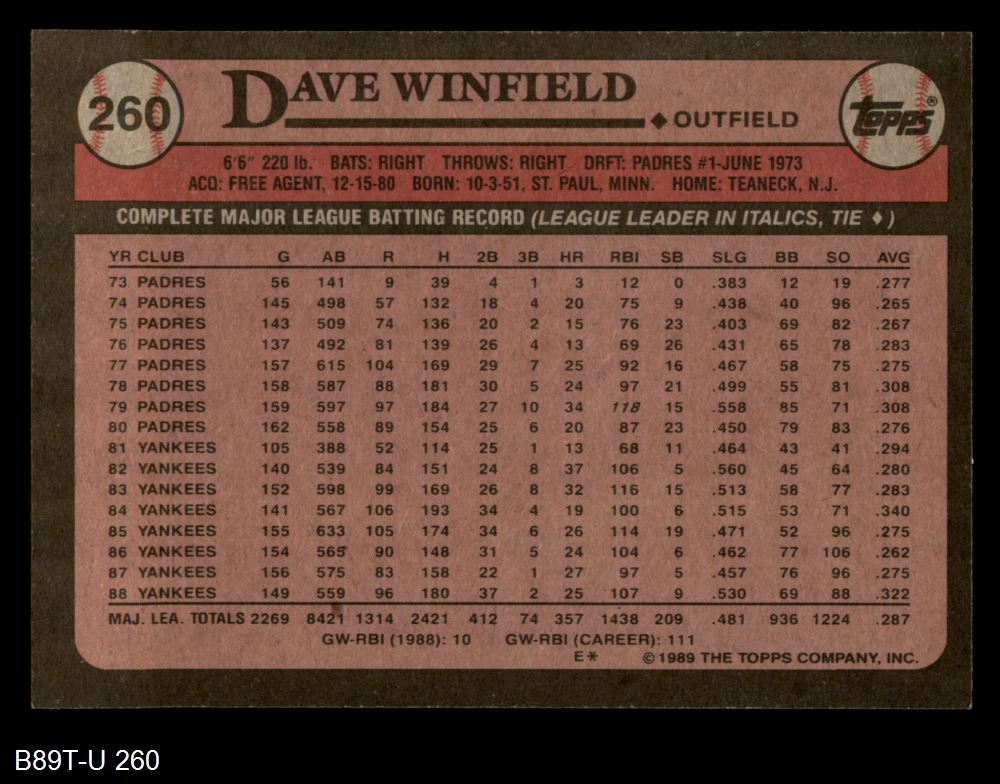 260
DAVE WINFIELD
◆ OUTFIELD
TOPPS®
6'6" 220 lb. BATS: RIGHT THROWS: RIGHT DRFT: PADRES #1-JUNE 1973
ACQ: FREE AGENT, 12-15-80 BORN: 10-3-51, ST. PAUL, MINN. HOME: TEANECK, N.J.
COMPLETE MAJOR LEAGUE BATTING RECORD (LEAGUE LEADER IN ITALICS, TIE ♦)
YR CLUB G AB R H 2B 3B HR RBI SB SLG BB SO AVG
73 PADRES 56 141 9 39 4 1 3 12 0 .383 12 19 .277
74 PADRES 145 498 57 132 18 4 20 75 9 .438 40 96 .265
75 PADRES 143 509 74 136 20 2 15 76 23 .403 69 82 .267
76 PADRES 137 492 81 139 26 4 13 69 26 .431 65 78 .283
77 PADRES 157 615 104 169 29 7 25 92 16 .467 58 75 .275
78 PADRES 158 587 88 181 30 5 24 97 21 .499 55 81 .308
79 PADRES 159 597 97 184 27 10 34 118 15 .558 85 71 .308
80 PADRES 162 558 89 154 25 6 20 87 23 .450 79 83 .276
81 YANKEES 105 388 52 114 25 1 13 68 11 .464 43 41 .294
82 YANKEES 140 539 84 151 24 8 37 106 5 .560 45 64 .280
83 YANKEES 152 598 99 169 26 8 32 116 15 .513 58 77 .283
84 YANKEES 141 567 106 193 34 4 19 100 6 .515 53 71 .340
85 YANKEES 155 633 105 174 34 6 26 114 19 .471 52 96 .275
86 YANKEES 154 565 90 148 31 5 24 104 6 .462 77 106 .262
87 YANKEES 156 575 83 158 22 1 27 97 5 .457 76 96 .275
88 YANKEES 149 559 96 180 37 2 25 107 9 .530 69 88 .322
MAJ. LEA. TOTALS 2269 8421 1314 2421 412 74 357 1438 209 .481 936 1224 .287
GW-RBI (1988): 10 GW-RBI (CAREER): 111
E* © 1989 THE TOPPS COMPANY, INC.
B89T-U 260